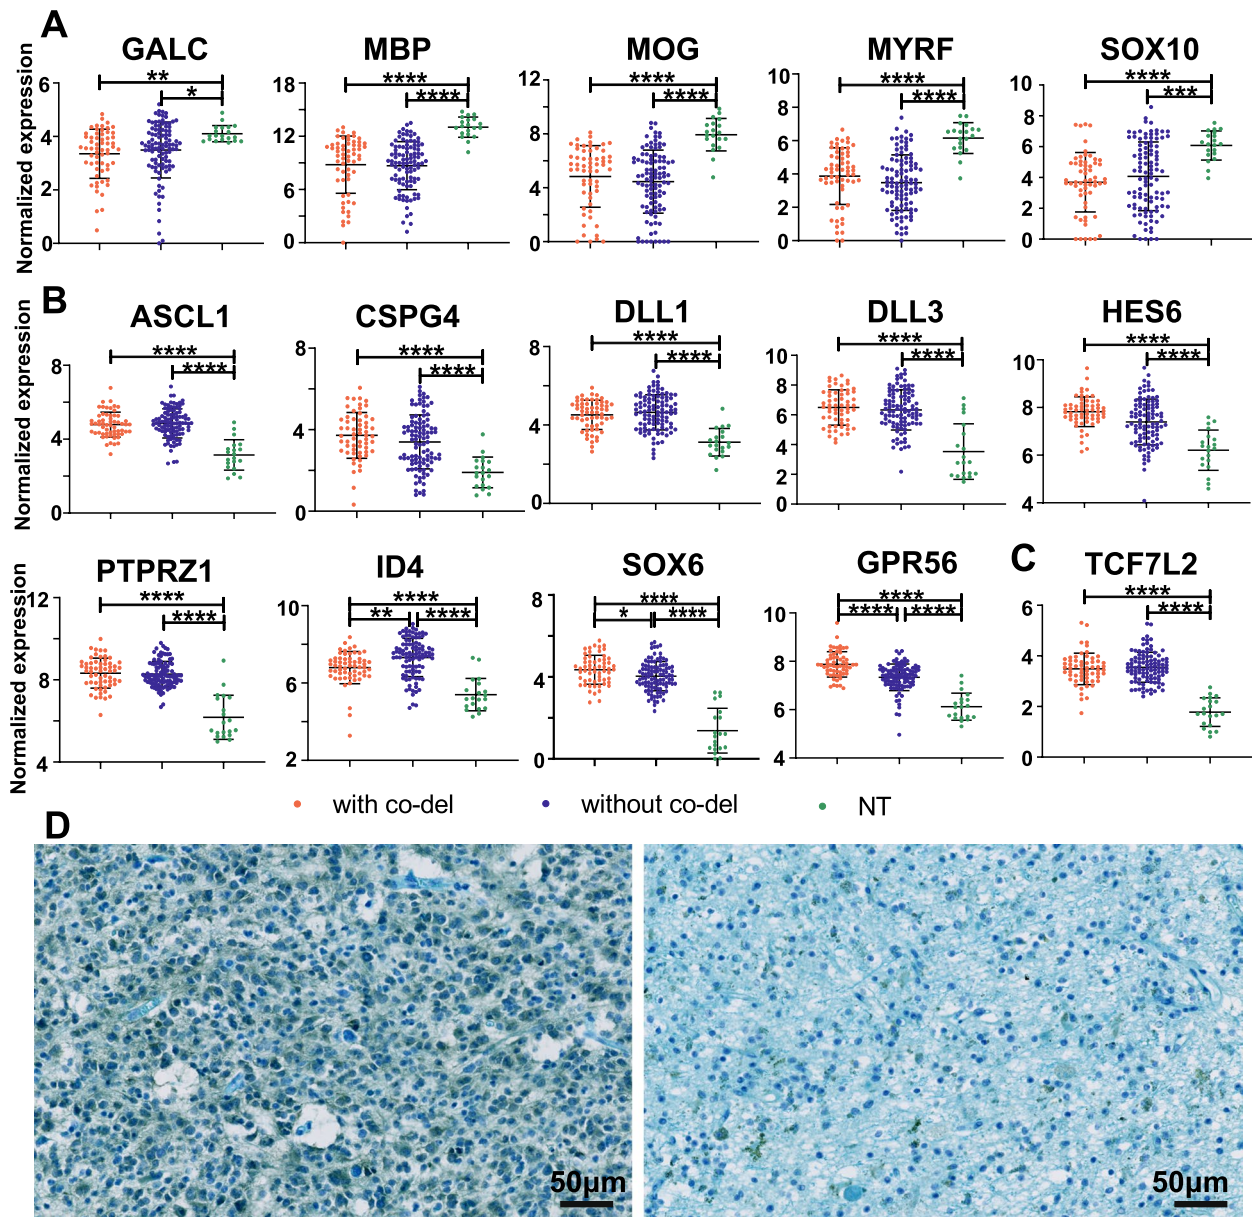 A
GALC MBP MOG MYRF SOX10
Normalized expression
** * **** **** **** **** **** **** **** ***
6 4 2 0
18 12 6 0
12 8 4 0
10 8 6 4 2 0
10 8 6 4 2 0
B
ASCL1 CSPG4 DLL1 DLL3 HES6
Normalized expression
**** **** **** **** **** **** **** **** **** ****
8 4 0
8 4 0
8 4 0
10 8 6 4 2 0
10 8 6 4
PTPRZ1 ID4 SOX6 GPR56
C
TCF7L2
Normalized expression
**** **** **** ** **** **** * **** **** **** **** **** ****
12 8 4
10 6 2
8 4 0
10 8 6 4
6 4 2 0
with co-del without co-del NT
D
50μm 50μm